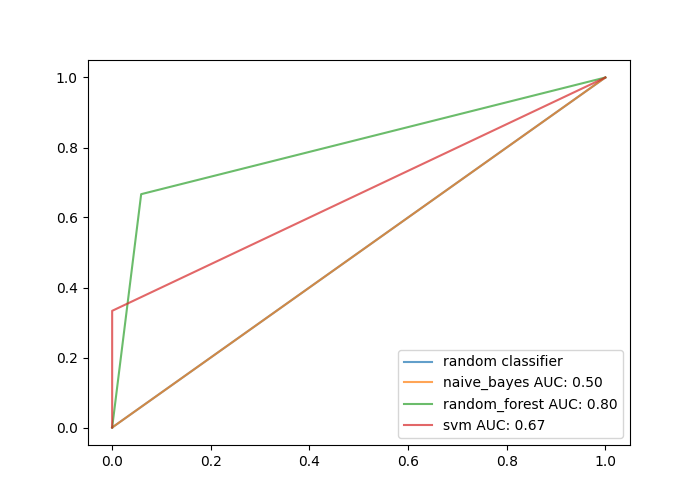 1.0
0.8
0.6
0.4
0.2
0.0
0.0 0.2 0.4 0.6 0.8 1.0
random classifier
naive_bayes AUC: 0.50
random_forest AUC: 0.80
svm AUC: 0.67